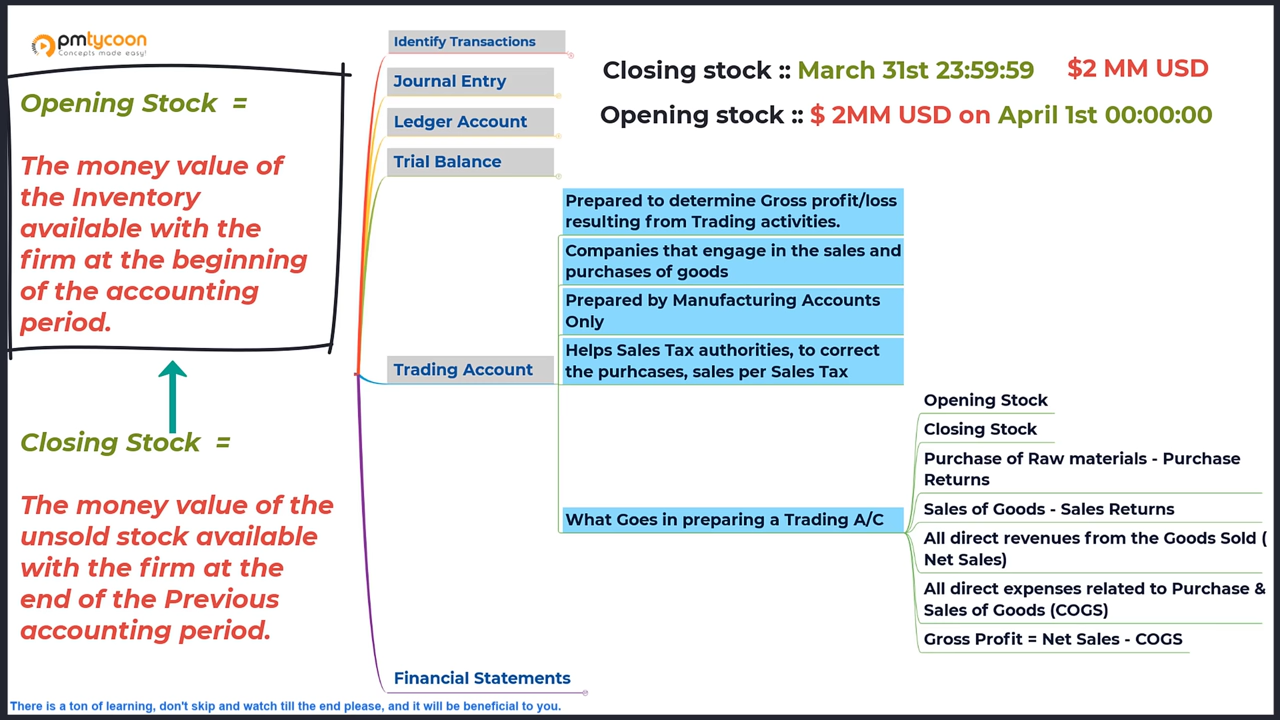 pmtycoon
Concepts made easy!
Opening Stock =
The money value of
the Inventory
available with the
firm at the beginning
of the accounting
period.
Closing Stock =
The money value of the
unsold stock available
with the firm at the
end of the Previous
accounting period.
Identify Transactions
Journal Entry
Ledger Account
Trial Balance
Trading Account
Financial Statements
Closing stock :: March 31st 23:59:59 $2 MM USD
Opening stock :: $ 2MM USD on April 1st 00:00:00
Prepared to determine Gross profit/loss
resulting from Trading activities.
Companies that engage in the sales and
purchases of goods
Prepared by Manufacturing Accounts
Only
Helps Sales Tax authorities, to correct
the purhcases, sales per Sales Tax
What Goes in preparing a Trading A/C
Opening Stock
Closing Stock
Purchase of Raw materials - Purchase
Returns
Sales of Goods - Sales Returns
All direct revenues from the Goods Sold (
Net Sales)
All direct expenses related to Purchase &
Sales of Goods (COGS)
Gross Profit = Net Sales - COGS
There is a ton of learning, don't skip and watch till the end please, and it will be beneficial to you.